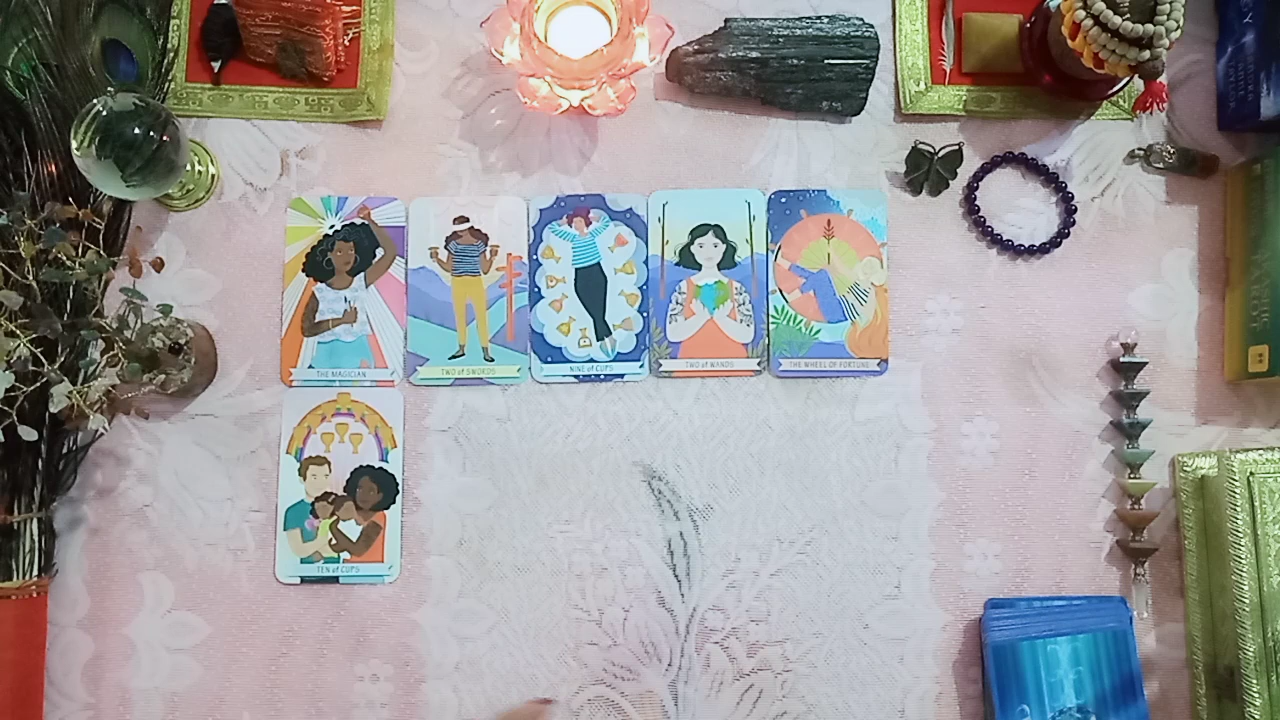 THE MAGICIAN
TWO of SWORDS
NINE of CUPS
TWO of WANDS
THE WHEEL OF FORTUNE
TEN of CUPS